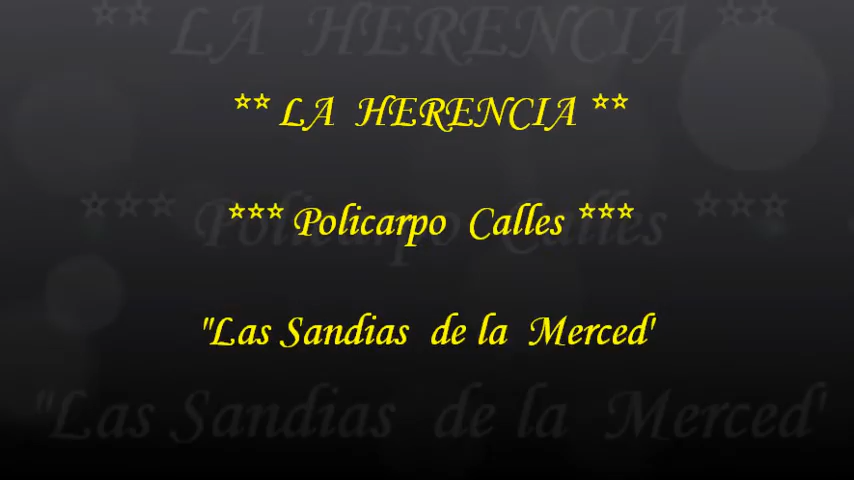 ** LA HERENCIA **
*** Policarpo Calles ***
"Las Sandias de la Merced'